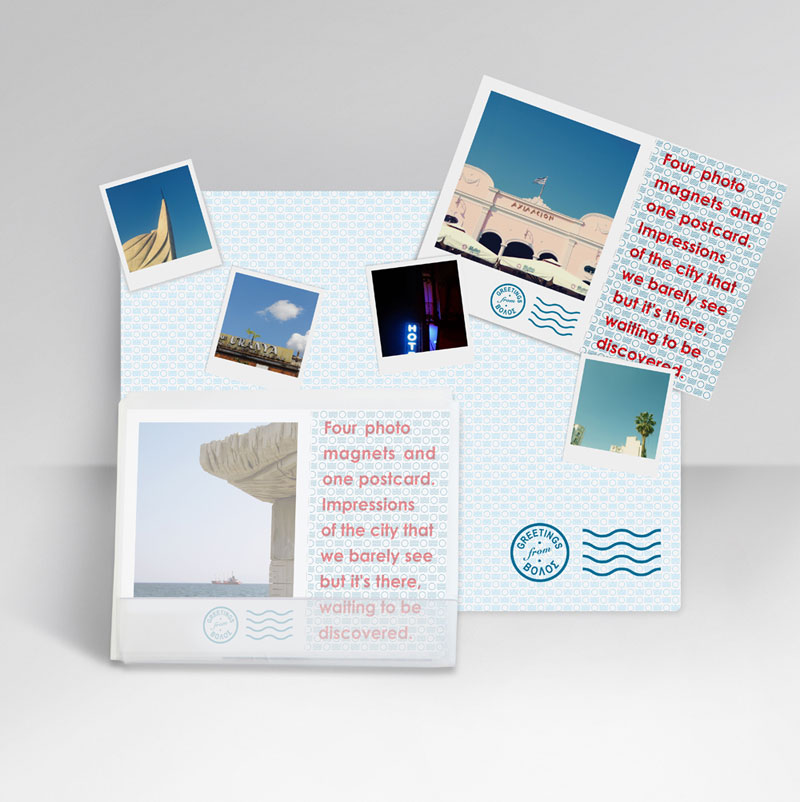 ΑΧΙΛΛΕΙΟΝ
GREETINGS
from
ΒΟΛΟΣ
Four photo
magnets and
one postcard.
Impressions
of the city that
we barely see
but it's there,
waiting to be
discovered.
HOT
Four photo
magnets and
one postcard.
Impressions
of the city that
we barely see
but it's there,
waiting to be
discovered.
GREETINGS
from
ΒΟΛΟΣ
GREETINGS
from
ΒΟΛΟΣ